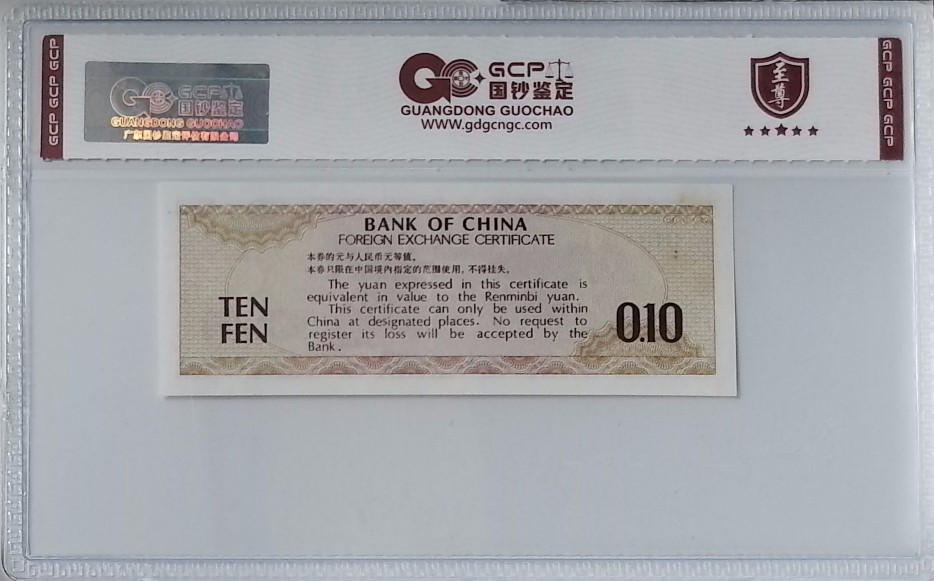 GCP GCP GCP
GCP
国钞鉴定
GUANGDONG GUOCHAO
广东国钞鉴定评估有限公司
GCP
国钞鉴定
GUANGDONG GUOCHAO
WWW.gdgcngc.com
至尊
GCP GCP GCP
BANK OF CHINA
FOREIGN EXCHANGE CERTIFICATE
本券的元与人民币元等值。
本券只限在中国境内指定的范围使用，不得挂失。
The yuan expressed in this certificate is
equivalent in value to the Renminbi yuan.
This certificate can only be used within
China at designated places. No request to
register its loss will be accepted by the
Bank.
TEN
FEN
0.10